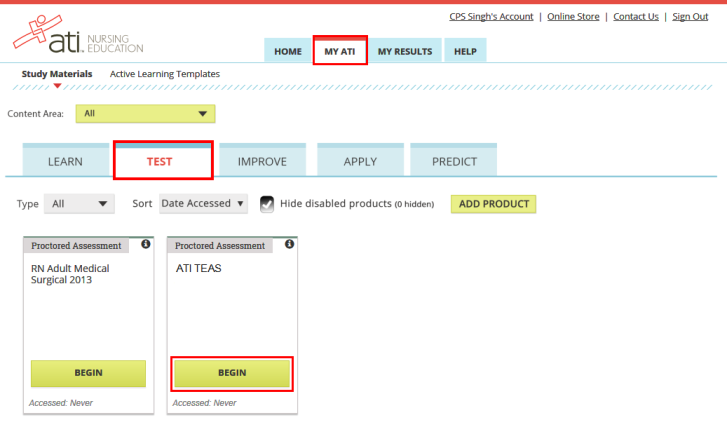 CPS Singh's Account | Online Store | Contact Us | Sign Out
ati NURSING EDUCATION
HOME MY ATI MY RESULTS HELP
Study Materials Active Learning Templates
Content Area: All
LEARN TEST IMPROVE APPLY PREDICT
Type All Sort Date Accessed Hide disabled products (0 hidden) ADD PRODUCT
Proctored Assessment
RN Adult Medical
Surgical 2013
BEGIN
Accessed: Never
Proctored Assessment
ATI TEAS
BEGIN
Accessed: Never